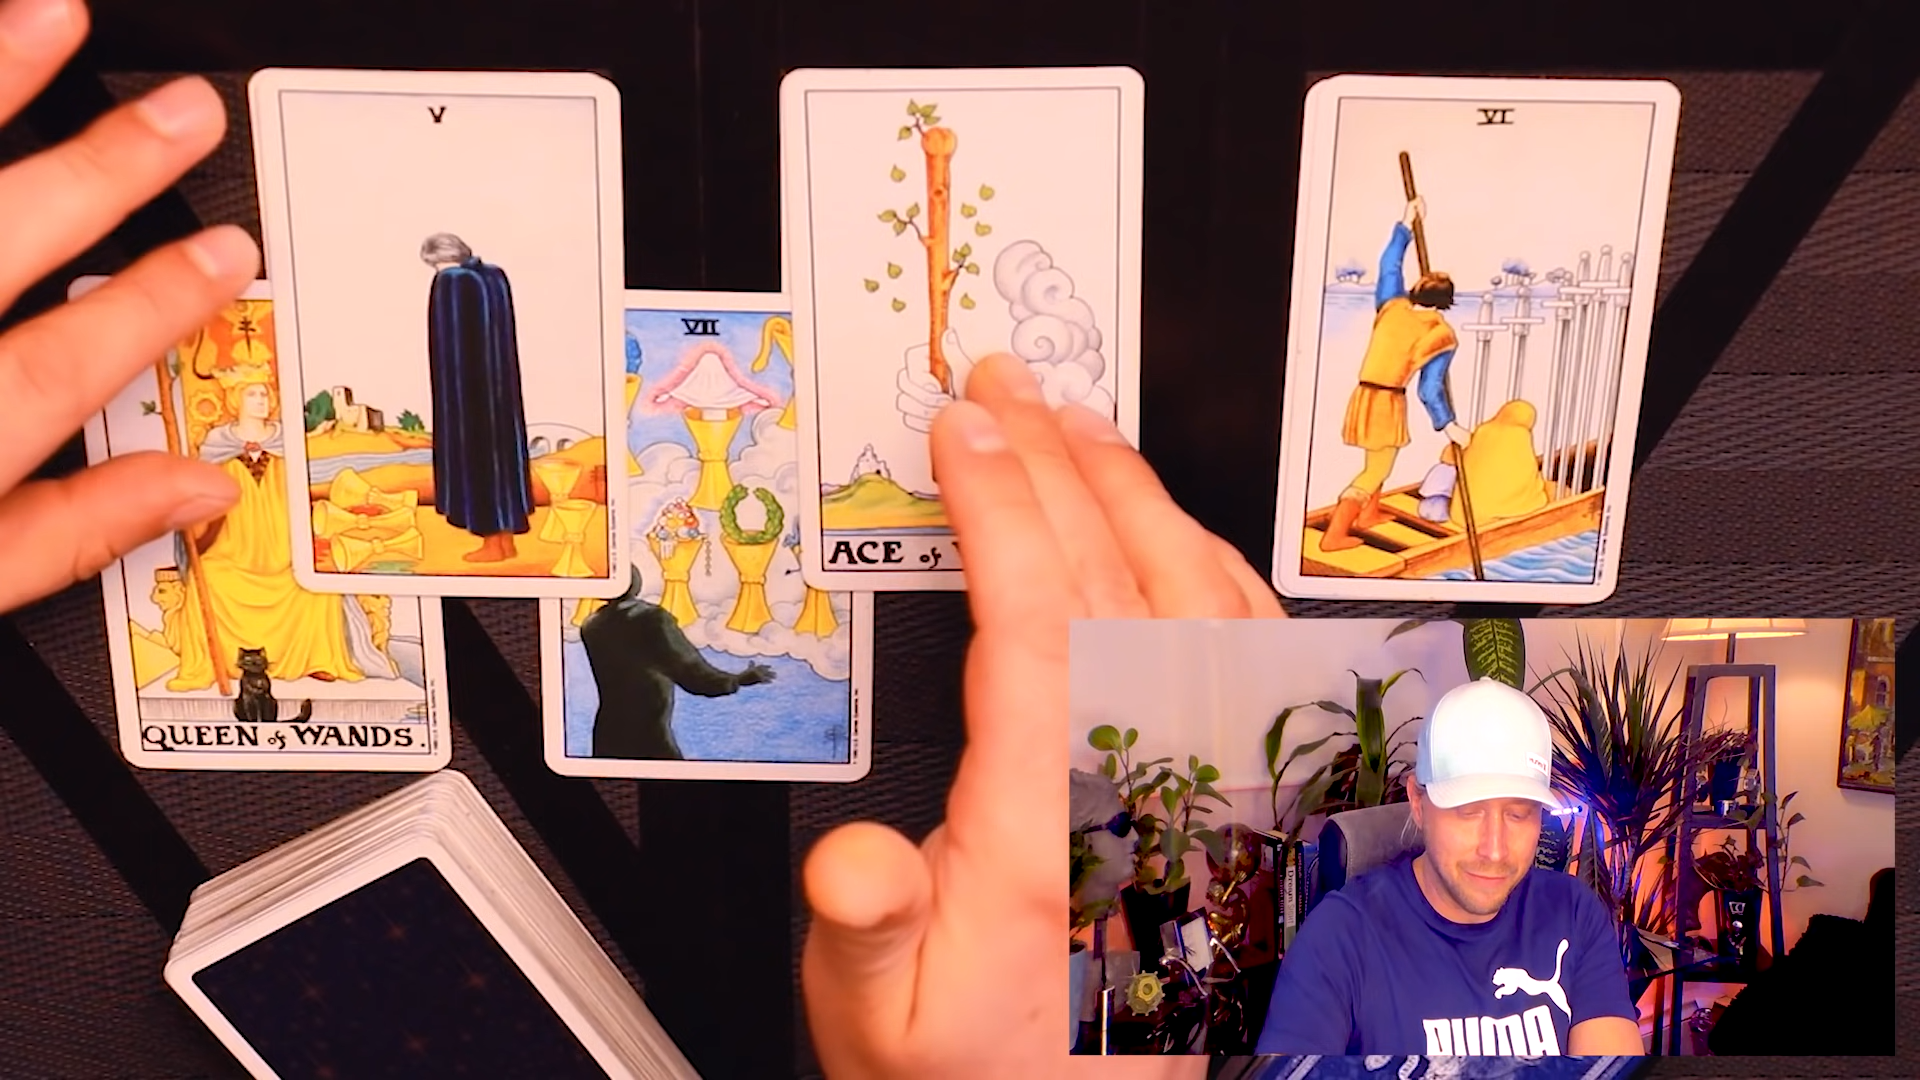 V
VI
VII
ACE of
QUEEN of WANDS.
PUMA